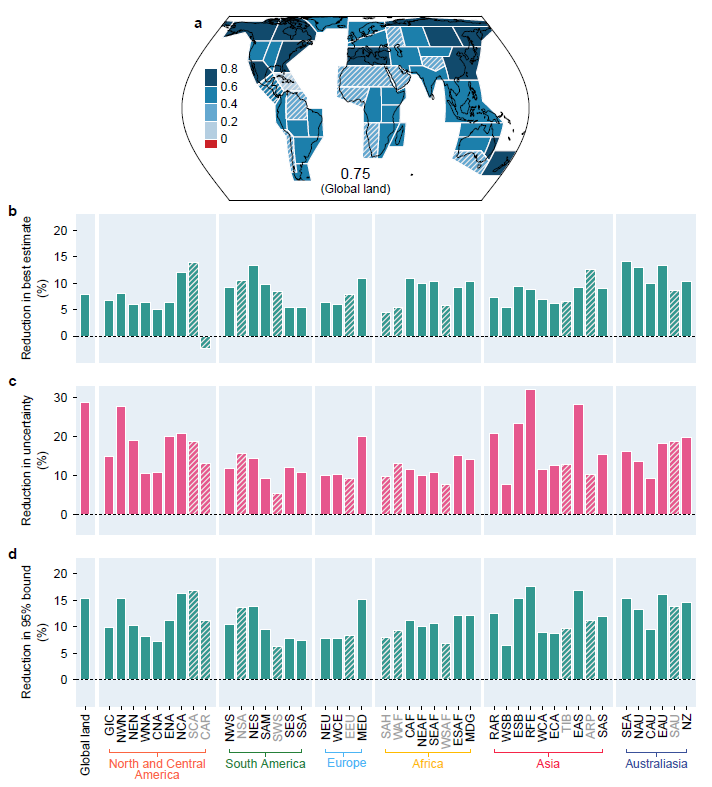 a
0.8
0.6
0.4
0.2
0
0.75
(Global land)
b
Reduction in best estimate
(%)
20
15
10
5
0
c
Reduction in uncertainty
(%)
30
20
10
0
d
Reduction in 95% bound
(%)
20
15
10
5
0
Global land
GIC
NWN
NEN
WNA
CNA
ENA
NCA
SCA
CAR
NWS
NSA
NES
SAM
SWS
SES
SSA
NEU
WCE
EEU
MED
SAH
WAF
CAF
NEAF
SEAF
WSAF
ESAF
MDG
RAR
WSB
ESB
RFE
WCA
ECA
TIB
EAS
ARP
SAS
SEA
NAU
CAU
EAU
SAU
NZ
North and Central
America
South America
Europe
Africa
Asia
Australiasia